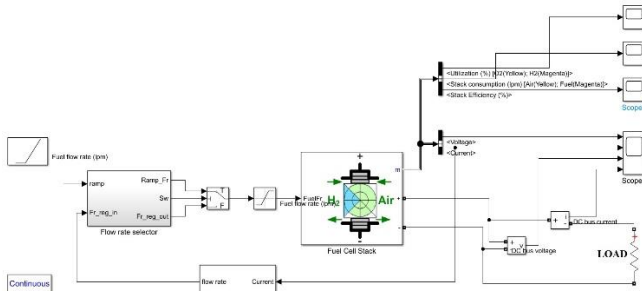 <Utilization (%) [O2(Yellow); H2(Magenta)]>
<Stack consumption (lpm) [Air(Yellow); Fuel(Magenta)]>
<Stack Efficiency (%)>
Scope
<Voltage>
<Current>
Scope
Fuel flow rate (lpm)
ramp
Fr_reg_in
Ramp_Fr
Sw
Fr_reg_out
Flow rate selector
T
F
Fuel flow rate (lpm)
FuelFr
H2
Air
+
m
+
-
Fuel Cell Stack
+
-
i
DC bus current
+
-
v
DC bus voltage
LOAD
+
flow rate
Current
Continuous